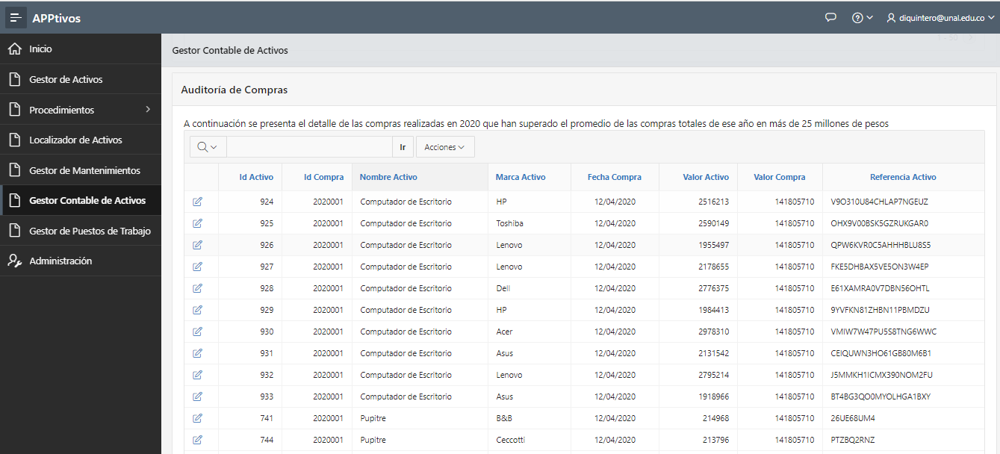 APPtivos
diquintero@unal.edu.co
Inicio
Gestor de Activos
Procedimientos
Localizador de Activos
Gestor de Mantenimientos
Gestor Contable de Activos
Gestor de Puestos de Trabajo
Administración
Gestor Contable de Activos
Auditoría de Compras
A continuación se presenta el detalle de las compras realizadas en 2020 que han superado el promedio de las compras totales de ese año en más de 25 millones de pesos
Ir Acciones
Id Activo Id Compra Nombre Activo Marca Activo Fecha Compra Valor Activo Valor Compra Referencia Activo
924 2020001 Computador de Escritorio HP 12/04/2020 2516213 141805710 V9O310U84CHLAP7NGEUZ
925 2020001 Computador de Escritorio Toshiba 12/04/2020 2590149 141805710 OHX9V00BSK5GZRUKGAR0
926 2020001 Computador de Escritorio Lenovo 12/04/2020 1955497 141805710 QPW6KVR0C5AHHHBLU8S5
927 2020001 Computador de Escritorio Lenovo 12/04/2020 2178655 141805710 FKE5DHBAX5VE5ON3W4EP
928 2020001 Computador de Escritorio Dell 12/04/2020 2776375 141805710 E61XAMRA0V7DBN56OHTL
929 2020001 Computador de Escritorio HP 12/04/2020 1984413 141805710 9YVFKN81ZHBN11PBMDZU
930 2020001 Computador de Escritorio Acer 12/04/2020 2978310 141805710 VMIW7W47PU5S8TNG6WWC
931 2020001 Computador de Escritorio Asus 12/04/2020 2131542 141805710 CEIQUWN3HO61GB80M6B1
932 2020001 Computador de Escritorio Lenovo 12/04/2020 2795214 141805710 J5MMKH1ICMX390NOM2FU
933 2020001 Computador de Escritorio Asus 12/04/2020 1918966 141805710 BT4BG3QO0MYOLHGA1BXY
741 2020001 Pupitre B&B 12/04/2020 214968 141805710 26UE68UM4
744 2020001 Pupitre Ceccotti 12/04/2020 213796 141805710 PTZBQ2RNZ